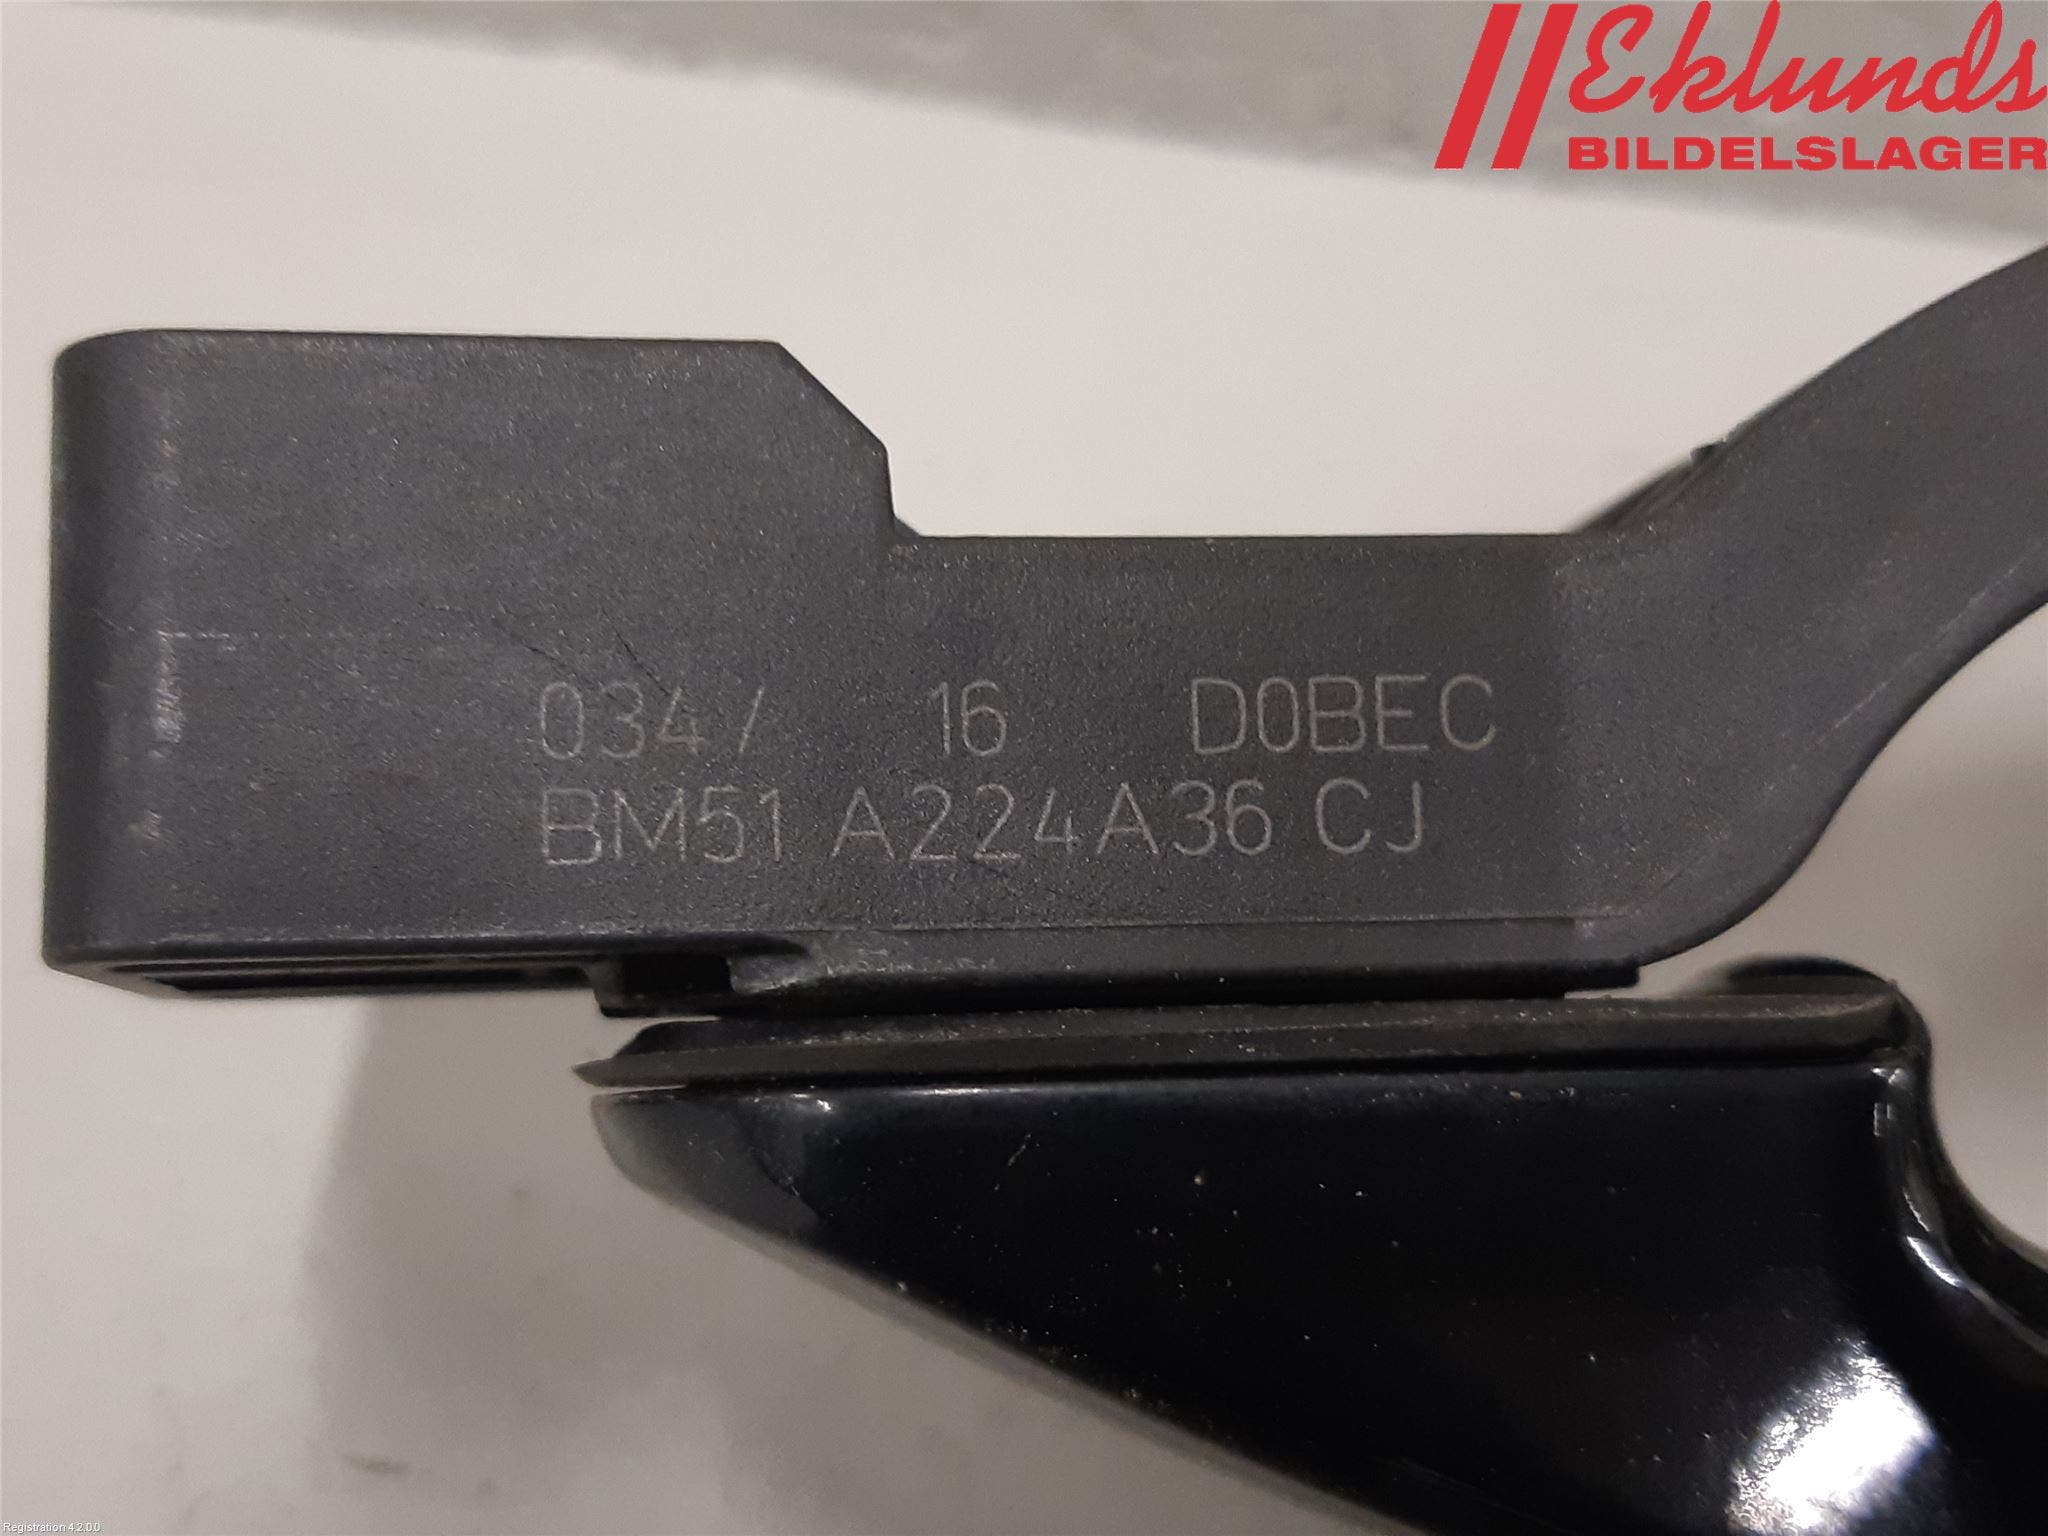 Eklunds
BILDELSLAGER
034/ 16 D0BEC
BM51 A224A36 CJ
Registration 4.2.0.0